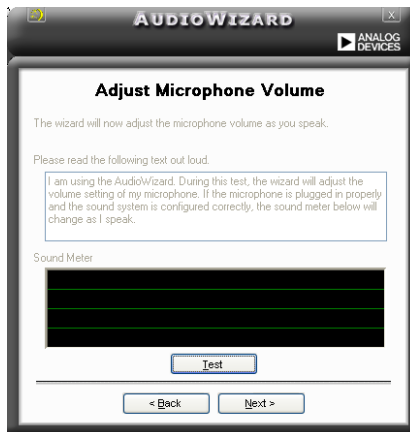 AUDIOWIZARD
X
ANALOG
DEVICES
Adjust Microphone Volume
The wizard will now adjust the microphone volume as you speak.
Please read the following text out loud.
I am using the AudioWizard. During this test, the wizard will adjust the
volume setting of my microphone. If the microphone is plugged in properly
and the sound system is configured correctly, the sound meter below will
change as I speak.
Sound Meter
Test
< Back
Next >